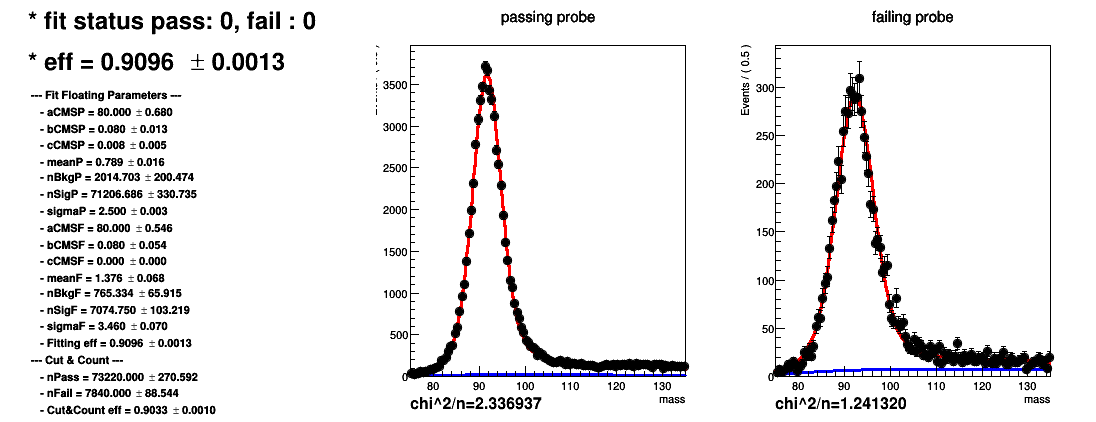 * fit status pass: 0, fail : 0
* eff = 0.9096 ± 0.0013
--- Fit Floating Parameters ---
- aCMSP = 80.000 ± 0.680
- bCMSP = 0.080 ± 0.013
- cCMSP = 0.008 ± 0.005
- meanP = 0.789 ± 0.016
- nBkgP = 2014.703 ± 200.474
- nSigP = 71206.686 ± 330.735
- sigmaP = 2.500 ± 0.003
- aCMSF = 80.000 ± 0.546
- bCMSF = 0.080 ± 0.054
- cCMSF = 0.000 ± 0.000
- meanF = 1.376 ± 0.068
- nBkgF = 765.334 ± 65.915
- nSigF = 7074.750 ± 103.219
- sigmaF = 3.460 ± 0.070
- Fitting eff = 0.9096 ± 0.0013
--- Cut & Count ---
- nPass = 73220.000 ± 270.592
- nFail = 7840.000 ± 88.544
- Cut&Count eff = 0.9033 ± 0.0010
passing probe
3500
3000
2500
2000
1500
1000
500
0
80 90 100 110 120 130
mass
chi^2/n=2.336937
failing probe
Events / ( 0.5 )
300
250
200
150
100
50
0
80 90 100 110 120 130
mass
chi^2/n=1.241320